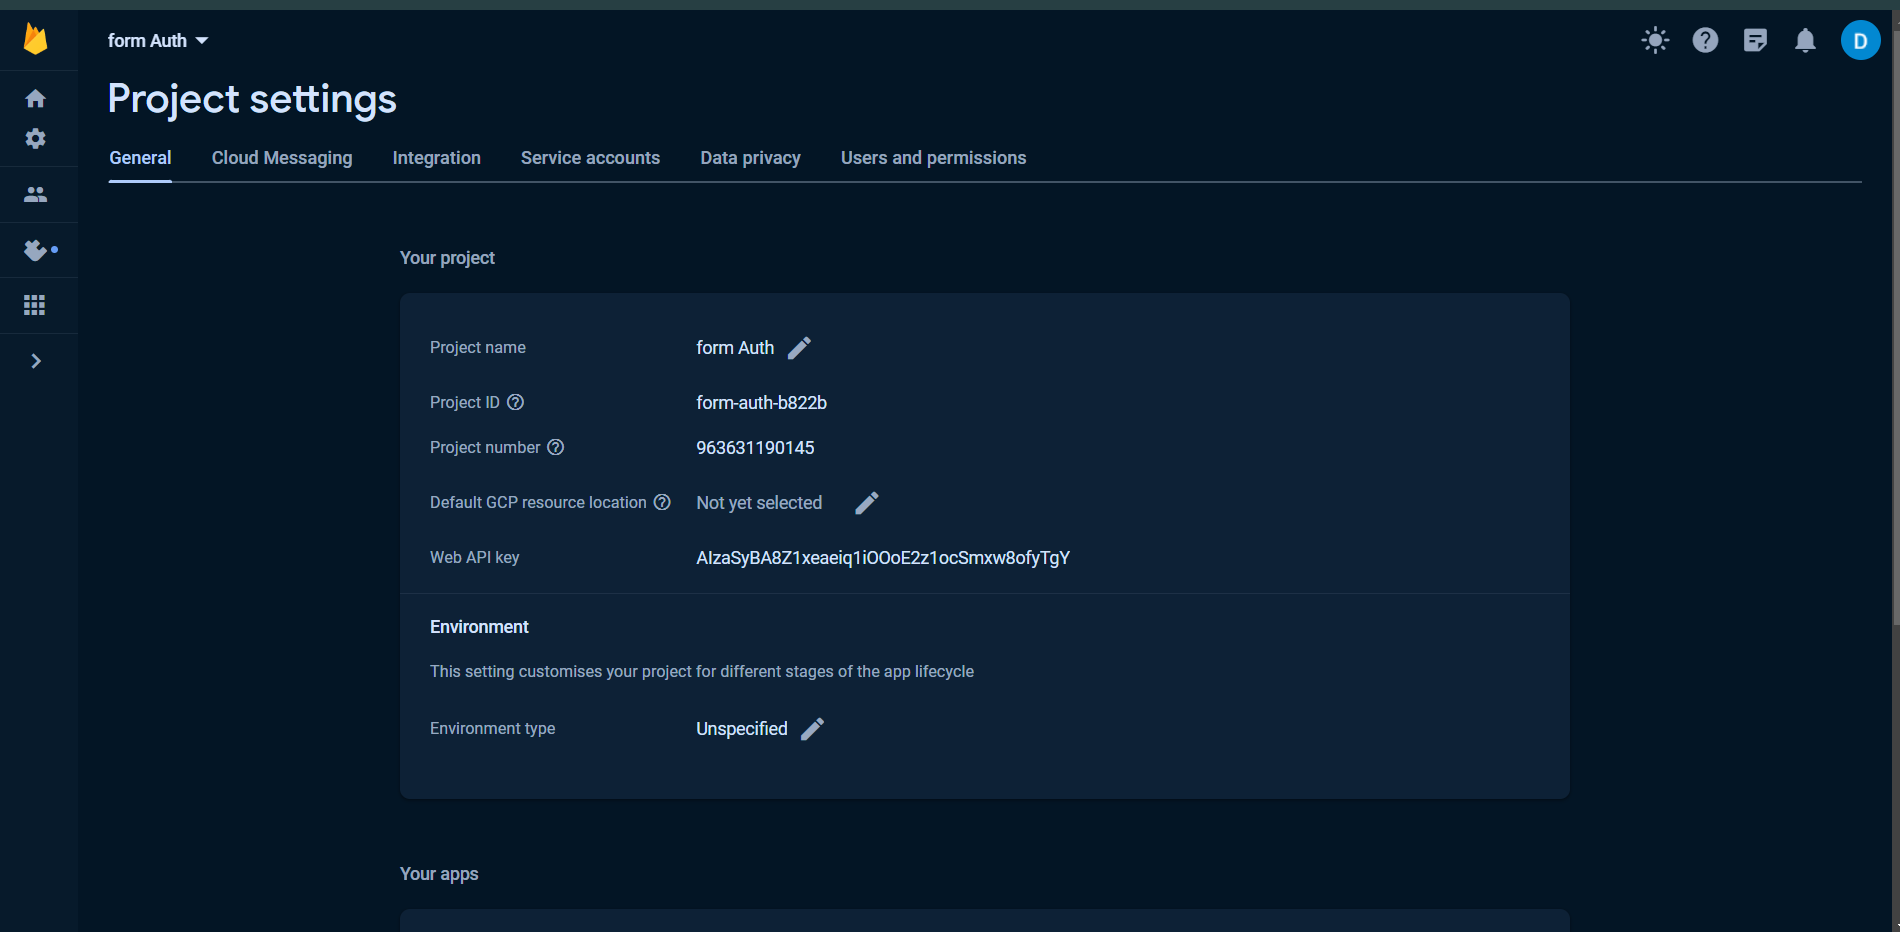 form Auth
D
Project settings
General Cloud Messaging Integration Service accounts Data privacy Users and permissions
Your project
Project name form Auth
Project ID form-auth-b822b
Project number 963631190145
Default GCP resource location Not yet selected
Web API key AIzaSyBA8Z1xeaeiq1iOOoE2z1ocSmxw8ofyTgY
Environment
This setting customises your project for different stages of the app lifecycle
Environment type Unspecified
Your apps